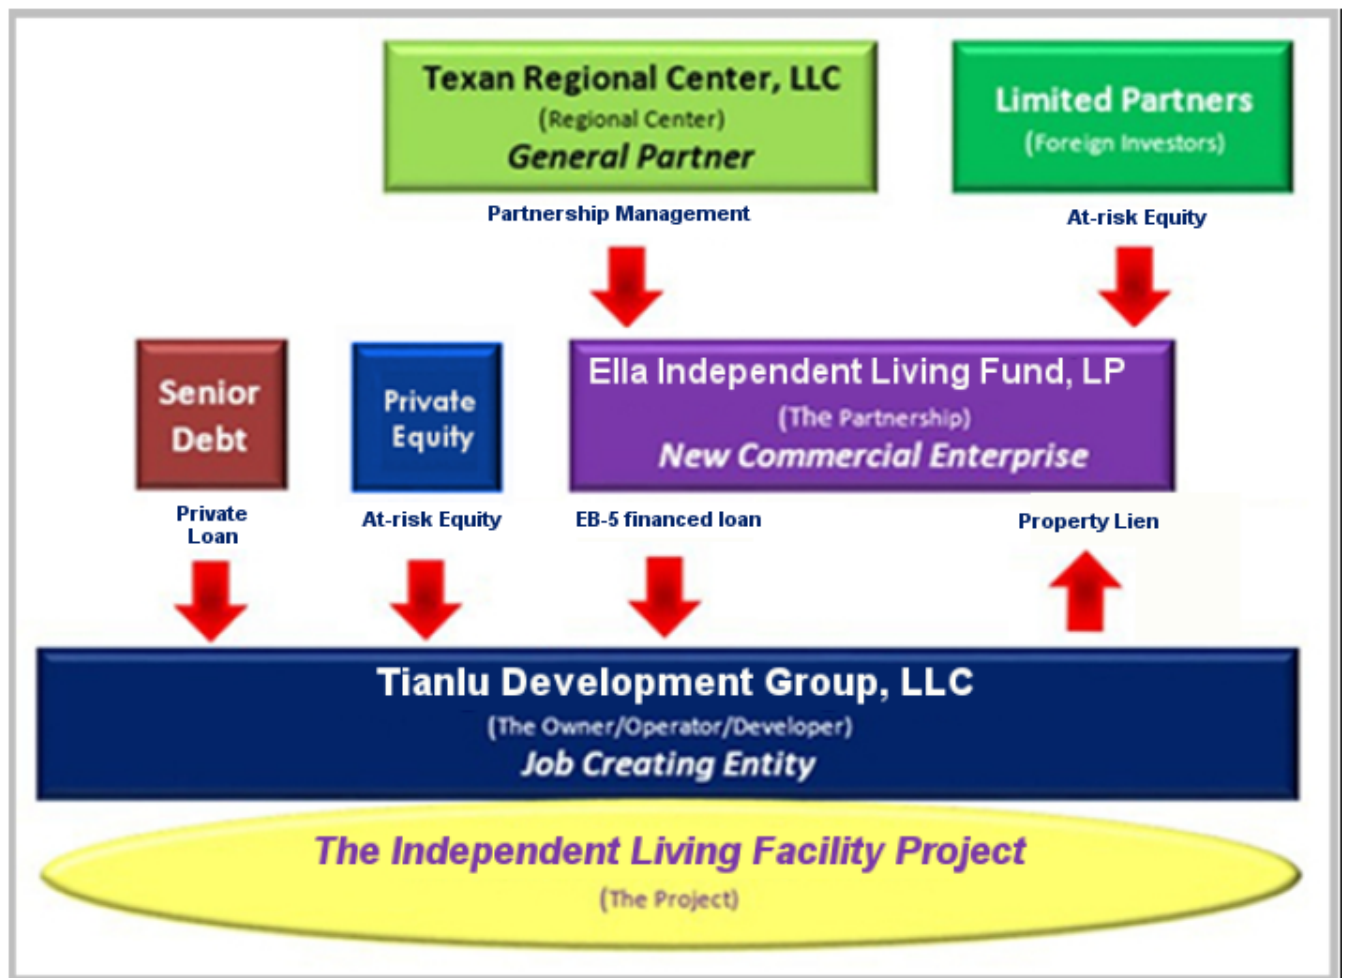 Texan Regional Center, LLC
(Regional Center)
General Partner
Limited Partners
(Foreign Investors)
Partnership Management
At-risk Equity
Senior
Debt
Private
Equity
Ella Independent Living Fund, LP
(The Partnership)
New Commercial Enterprise
Private
Loan
At-risk Equity
EB-5 financed loan
Property Lien
Tianlu Development Group, LLC
(The Owner/Operator/Developer)
Job Creating Entity
The Independent Living Facility Project
(The Project)